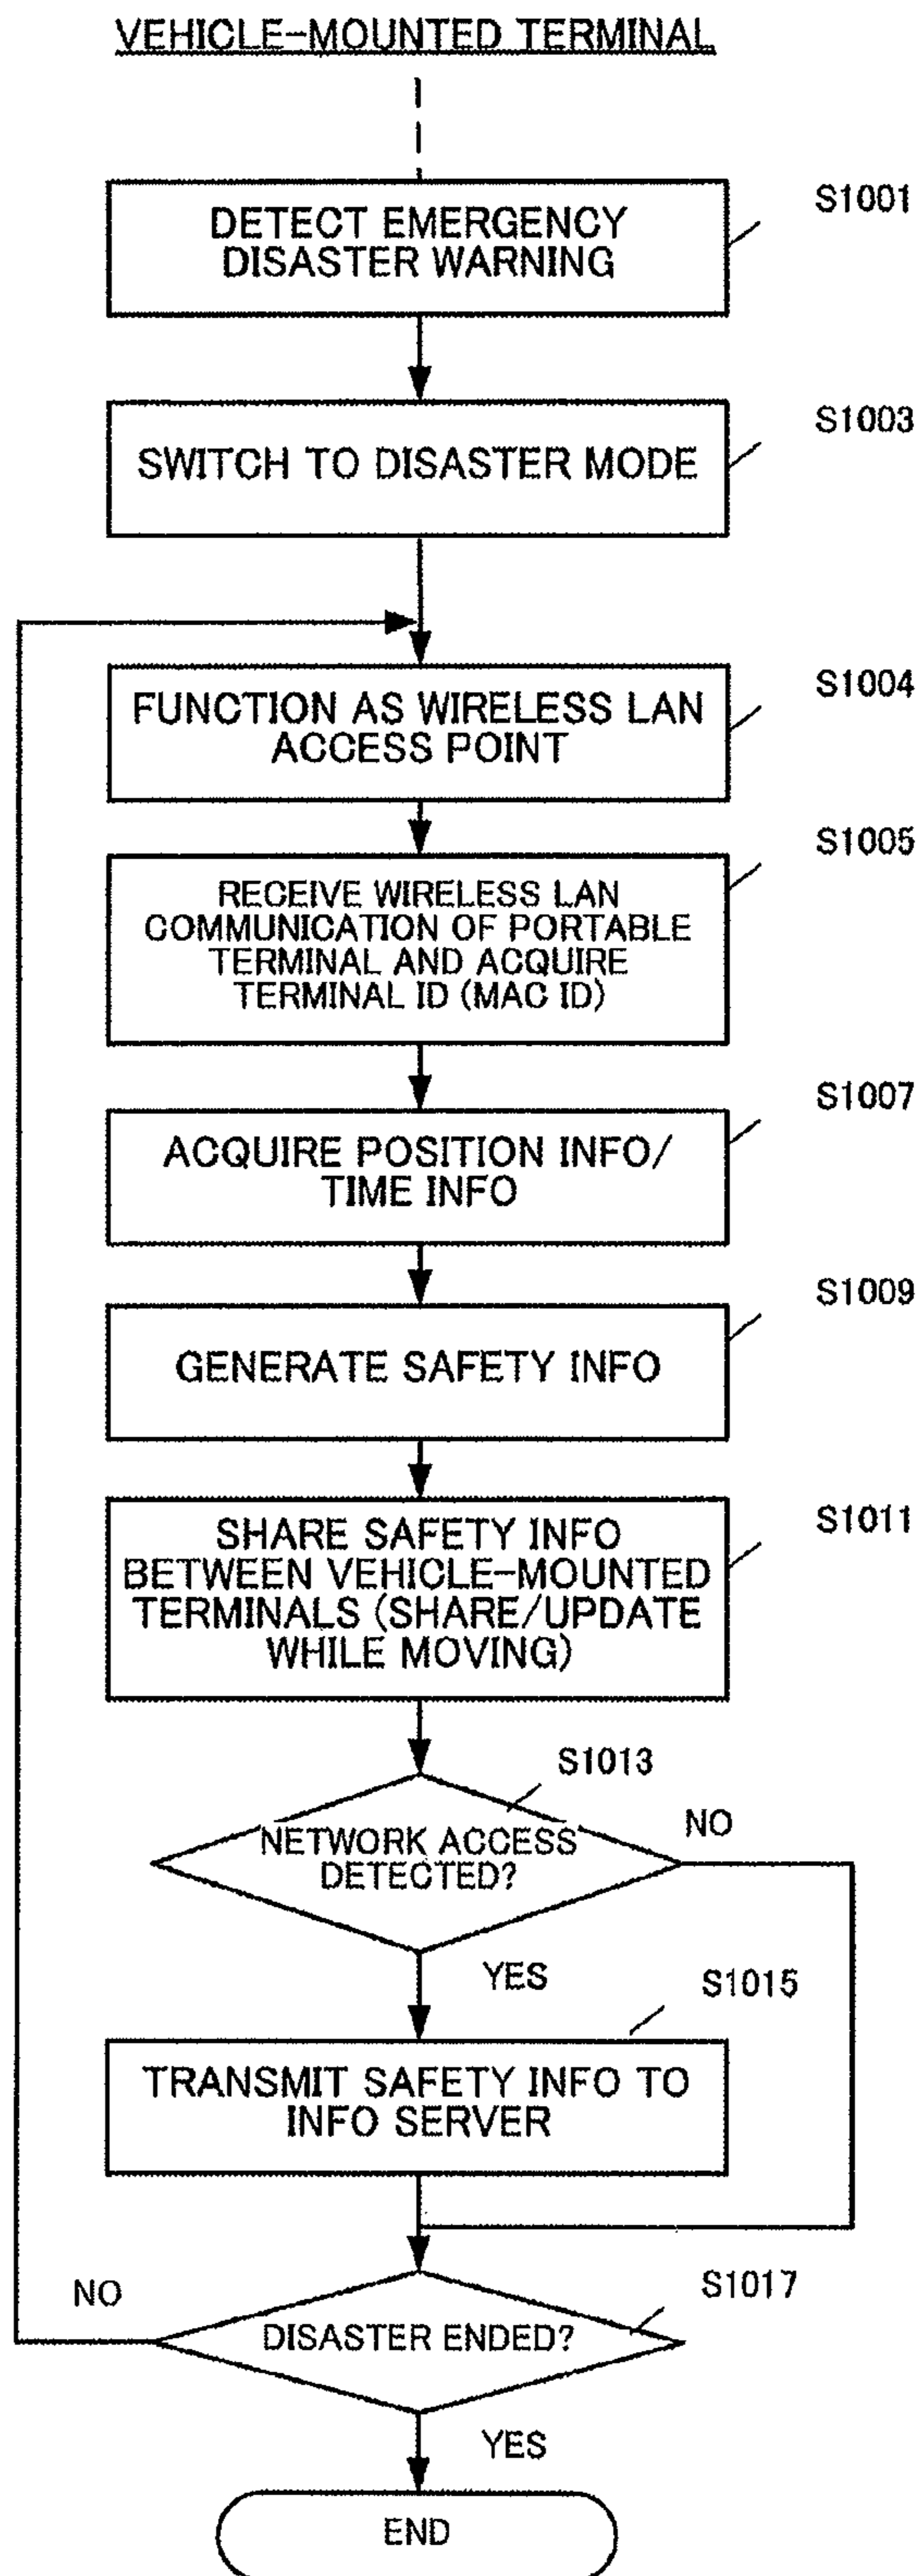 VEHICLE-MOUNTED TERMINAL
S1001
DETECT EMERGENCY
DISASTER WARNING
S1003
SWITCH TO DISASTER MODE
S1004
FUNCTION AS WIRELESS LAN
ACCESS POINT
S1005
RECEIVE WIRELESS LAN
COMMUNICATION OF PORTABLE
TERMINAL AND ACQUIRE
TERMINAL ID (MAC ID)
S1007
ACQUIRE POSITION INFO/
TIME INFO
S1009
GENERATE SAFETY INFO
S1011
SHARE SAFETY INFO
BETWEEN VEHICLE-MOUNTED
TERMINALS (SHARE/UPDATE
WHILE MOVING)
S1013
NETWORK ACCESS
DETECTED?
NO
YES
S1015
TRANSMIT SAFETY INFO TO
INFO SERVER
NO
S1017
DISASTER ENDED?
YES
END